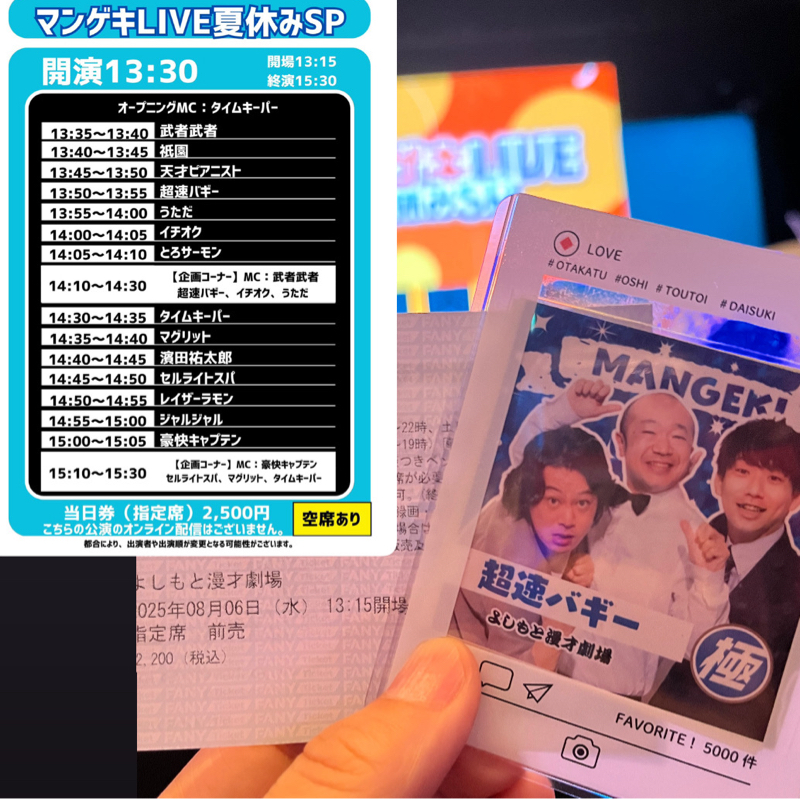 マンゲキLIVE夏休みSP
開演13:30
開場13:15
終演15:30
オープニングMC：タイムキーパー
13:35〜13:40 武者武者
13:40〜13:45 祇園
13:45〜13:50 天才ピアニスト
13:50〜13:55 超速バギー
13:55〜14:00 うただ
14:00〜14:05 イチオク
14:05〜14:10 とろサーモン
14:10〜14:30 【企画コーナー】MC：武者武者
超速バギー、イチオク、うただ
14:30〜14:35 タイムキーパー
14:35〜14:40 マグリット
14:40〜14:45 濱田祐太郎
14:45〜14:50 セルライトスパ
14:50〜14:55 レイザーラモン
14:55〜15:00 ジャルジャル
15:00〜15:05 豪快キャプテン
15:10〜15:30 【企画コーナー】MC：豪快キャプテン
セルライトスパ、マグリット、タイムキーパー
当日券（指定席）2,500円
こちらの公演のオンライン配信はございません。
空席あり
都合により、出演者や出演順が変更となる可能性がございます。
LIVE
LOVE
#OTAKATU #OSHI #TOUTOI #DAISUKI
MANGEKI
超速バギー
よしもと漫才劇場
極
FAVORITE! 5000件
よしもと漫才劇場
2025年08月06日（水） 13:15開場
指定席 前売
2,200（税込）
FANY